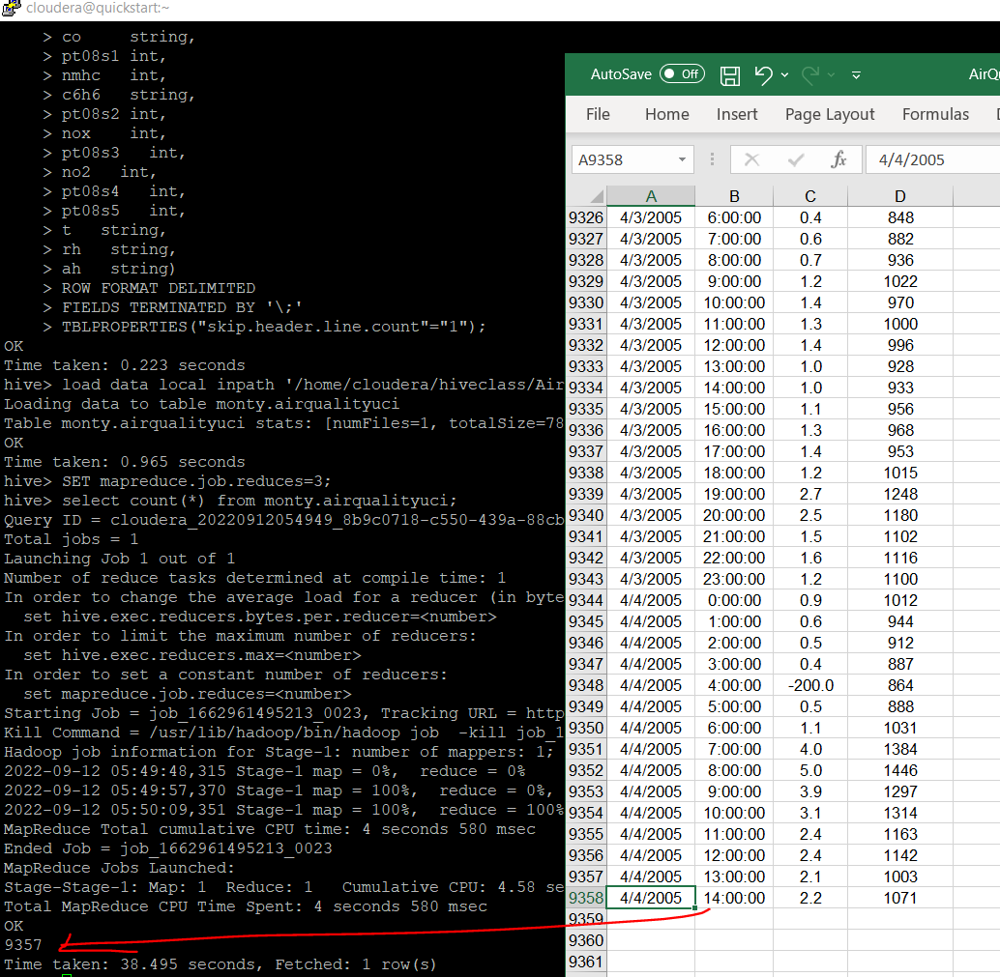 cloudera@quickstart:~
> co string,
> pt08s1 int,
> nmhc int,
> c6h6 string,
> pt08s2 int,
> nox int,
> pt08s3 int,
> no2 int,
> pt08s4 int,
> pt08s5 int,
> t string,
> rh string,
> ah string)
> ROW FORMAT DELIMITED
> FIELDS TERMINATED BY '\;'
> TBLPROPERTIES("skip.header.line.count"="1");
OK
Time taken: 0.223 seconds
hive> load data local inpath '/home/cloudera/hiveclass/Air
Loading data to table monty.airqualityuci
Table monty.airqualityuci stats: [numFiles=1, totalSize=78
OK
Time taken: 0.965 seconds
hive> SET mapreduce.job.reduces=3;
hive> select count(*) from monty.airqualityuci;
Query ID = cloudera_20220912054949_8b9c0718-c550-439a-88cb
Total jobs = 1
Launching Job 1 out of 1
Number of reduce tasks determined at compile time: 1
In order to change the average load for a reducer (in byte
set hive.exec.reducers.bytes.per.reducer=<number>
In order to limit the maximum number of reducers:
set hive.exec.reducers.max=<number>
In order to set a constant number of reducers:
set mapreduce.job.reduces=<number>
Starting Job = job_1662961495213_0023, Tracking URL = http
Kill Command = /usr/lib/hadoop/bin/hadoop job -kill job_1
Hadoop job information for Stage-1: number of mappers: 1;
2022-09-12 05:49:48,315 Stage-1 map = 0%, reduce = 0%
2022-09-12 05:49:57,370 Stage-1 map = 100%, reduce = 0%,
2022-09-12 05:50:09,351 Stage-1 map = 100%, reduce = 100%
MapReduce Total cumulative CPU time: 4 seconds 580 msec
Ended Job = job_1662961495213_0023
MapReduce Jobs Launched:
Stage-Stage-1: Map: 1 Reduce: 1 Cumulative CPU: 4.58 se
Total MapReduce CPU Time Spent: 4 seconds 580 msec
OK
9357
Time taken: 38.495 seconds, Fetched: 1 row(s)
AutoSave Off AirQ
File Home Insert Page Layout Formulas
A9358 fx 4/4/2005
A B C D
9326 4/3/2005 6:00:00 0.4 848
9327 4/3/2005 7:00:00 0.6 882
9328 4/3/2005 8:00:00 0.7 936
9329 4/3/2005 9:00:00 1.2 1022
9330 4/3/2005 10:00:00 1.4 970
9331 4/3/2005 11:00:00 1.3 1000
9332 4/3/2005 12:00:00 1.4 996
9333 4/3/2005 13:00:00 1.0 928
9334 4/3/2005 14:00:00 1.0 933
9335 4/3/2005 15:00:00 1.1 956
9336 4/3/2005 16:00:00 1.3 968
9337 4/3/2005 17:00:00 1.4 953
9338 4/3/2005 18:00:00 1.2 1015
9339 4/3/2005 19:00:00 2.7 1248
9340 4/3/2005 20:00:00 2.5 1180
9341 4/3/2005 21:00:00 1.5 1102
9342 4/3/2005 22:00:00 1.6 1116
9343 4/3/2005 23:00:00 1.2 1100
9344 4/4/2005 0:00:00 0.9 1012
9345 4/4/2005 1:00:00 0.6 944
9346 4/4/2005 2:00:00 0.5 912
9347 4/4/2005 3:00:00 0.4 887
9348 4/4/2005 4:00:00 -200.0 864
9349 4/4/2005 5:00:00 0.5 888
9350 4/4/2005 6:00:00 1.1 1031
9351 4/4/2005 7:00:00 4.0 1384
9352 4/4/2005 8:00:00 5.0 1446
9353 4/4/2005 9:00:00 3.9 1297
9354 4/4/2005 10:00:00 3.1 1314
9355 4/4/2005 11:00:00 2.4 1163
9356 4/4/2005 12:00:00 2.4 1142
9357 4/4/2005 13:00:00 2.1 1003
9358 4/4/2005 14:00:00 2.2 1071
9359
9360
9361